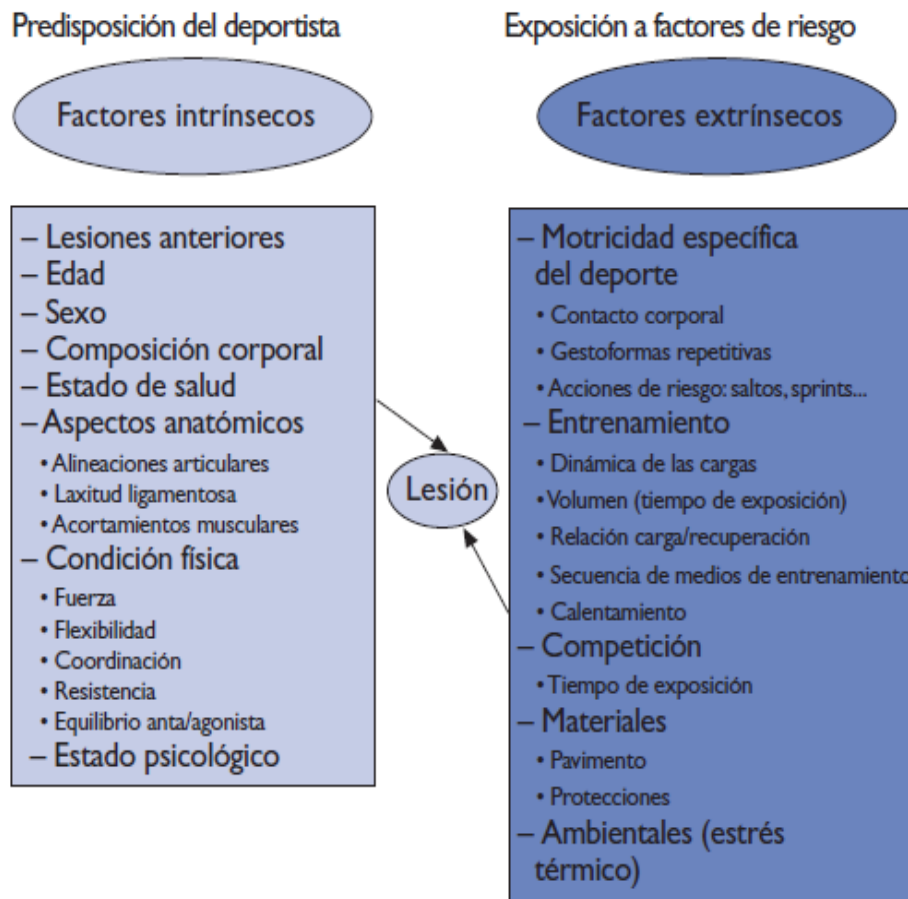 Predisposición del deportista
Factores intrínsecos
– Lesiones anteriores
– Edad
– Sexo
– Composición corporal
– Estado de salud
– Aspectos anatómicos
• Alineaciones articulares
• Laxitud ligamentosa
• Acortamientos musculares
– Condición física
• Fuerza
• Flexibilidad
• Coordinación
• Resistencia
• Equilibrio anta/agonista
– Estado psicológico
Lesión
Exposición a factores de riesgo
Factores extrínsecos
– Motricidad específica
del deporte
• Contacto corporal
• Gestoformas repetitivas
• Acciones de riesgo: saltos, sprints...
– Entrenamiento
• Dinámica de las cargas
• Volumen (tiempo de exposición)
• Relación carga/recuperación
• Secuencia de medios de entrenamiento
• Calentamiento
– Competición
• Tiempo de exposición
– Materiales
• Pavimento
• Protecciones
– Ambientales (estrés
térmico)